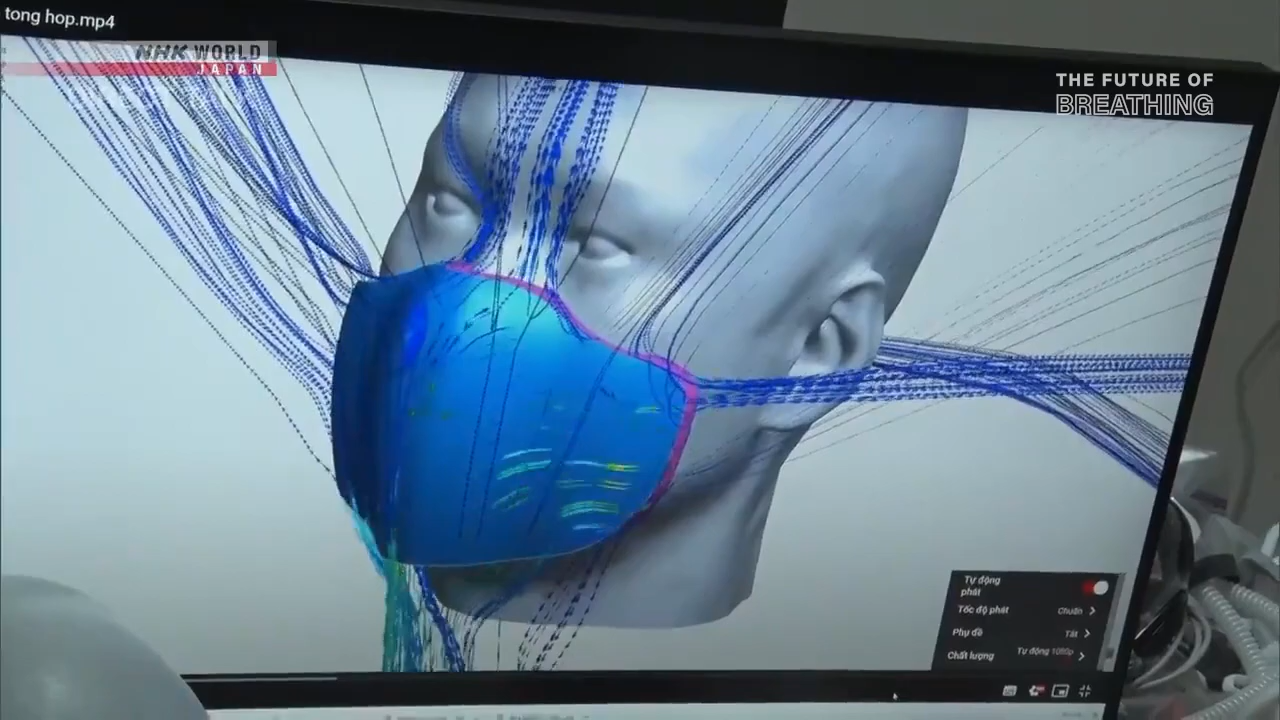 tong hop.mp4
NHK WORLD
JAPAN
THE FUTURE OF
BREATHING
Tự động
phát
Tốc độ phát Chuẩn
Phụ đề Tắt
Chất lượng Tự động 1080p